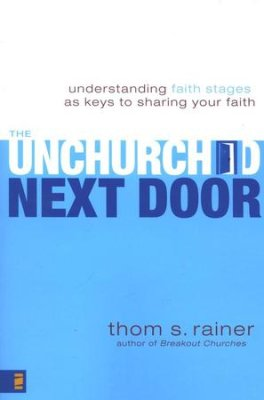 understanding faith stages
as keys to sharing your faith
THE
UNCHURCHED
NEXT DOOR
thom s. rainer
author of Breakout Churches